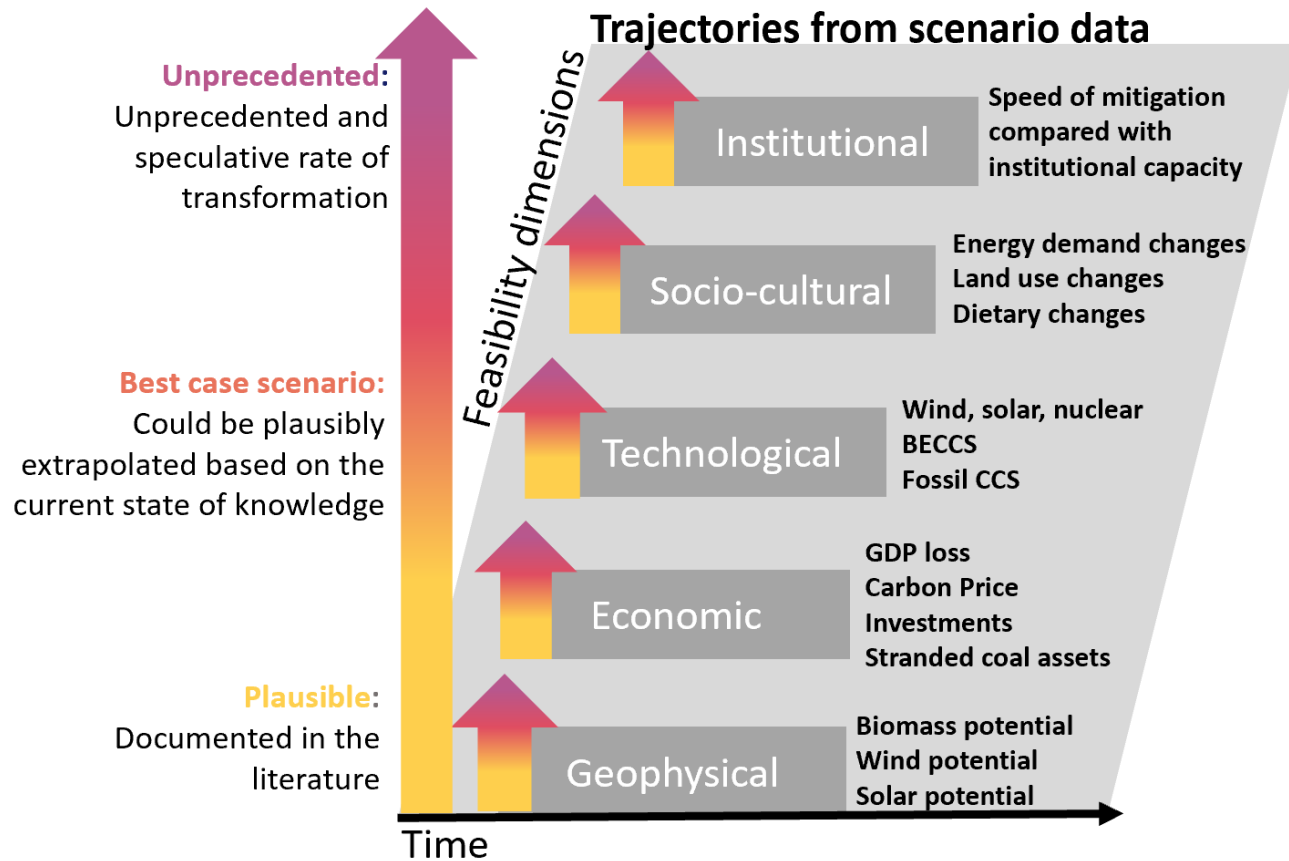 Trajectories from scenario data
Unprecedented:
Unprecedented and
speculative rate of
transformation
Best case scenario:
Could be plausibly
extrapolated based on the
current state of knowledge
Plausible:
Documented in the
literature
Feasibility dimensions
Institutional
Speed of mitigation
compared with
institutional capacity
Socio-cultural
Energy demand changes
Land use changes
Dietary changes
Technological
Wind, solar, nuclear
BECCS
Fossil CCS
Economic
GDP loss
Carbon Price
Investments
Stranded coal assets
Geophysical
Biomass potential
Wind potential
Solar potential
Time